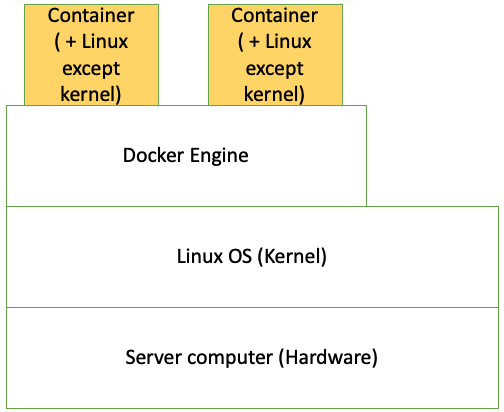 Container
( + Linux
except
kernel)
Container
( + Linux
except
kernel)
Docker Engine
Linux OS (Kernel)
Server computer (Hardware)